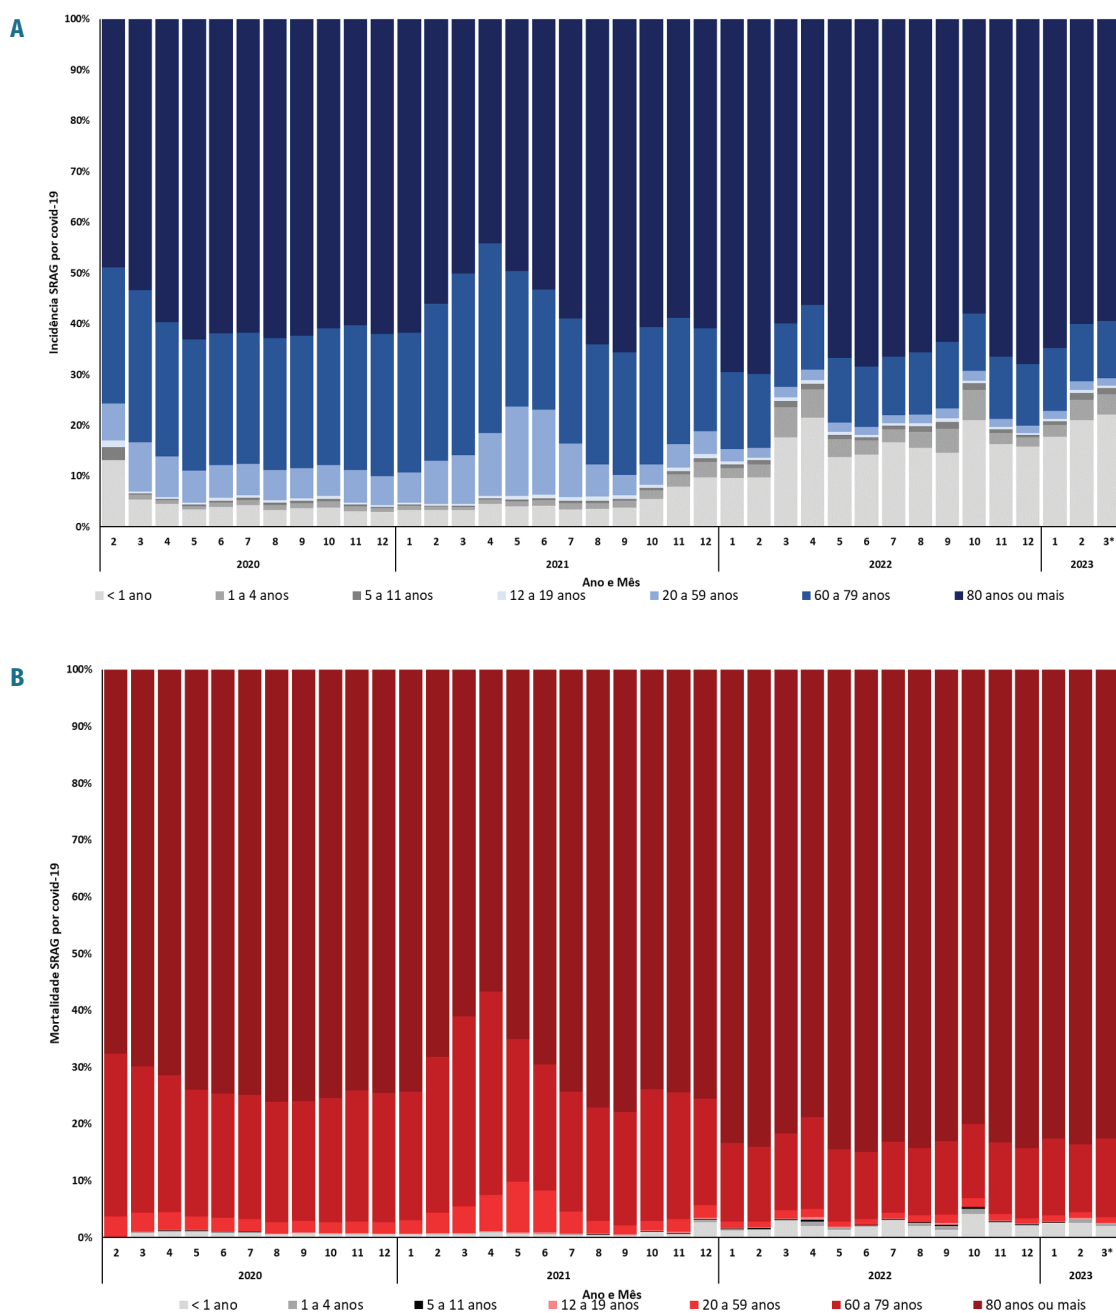 A
100%
90%
80%
70%
60%
50%
40%
30%
20%
10%
0%
Incidência SRAG por covid-19
2 3 4 5 6 7 8 9 10 11 12 1 2 3 4 5 6 7 8 9 10 11 12 1 2 3 4 5 6 7 8 9 10 11 12 1 2 3*
2020 2021 2022 2023
Ano e Mês
< 1 ano 1 a 4 anos 5 a 11 anos 12 a 19 anos 20 a 59 anos 60 a 79 anos 80 anos ou mais
B
100%
90%
80%
70%
60%
50%
40%
30%
20%
10%
0%
Mortalidade SRAG por covid-19
2 3 4 5 6 7 8 9 10 11 12 1 2 3 4 5 6 7 8 9 10 11 12 1 2 3 4 5 6 7 8 9 10 11 12 1 2 3*
2020 2021 2022 2023
Ano e Mês
< 1 ano 1 a 4 anos 5 a 11 anos 12 a 19 anos 20 a 59 anos 60 a 79 anos 80 anos ou mais